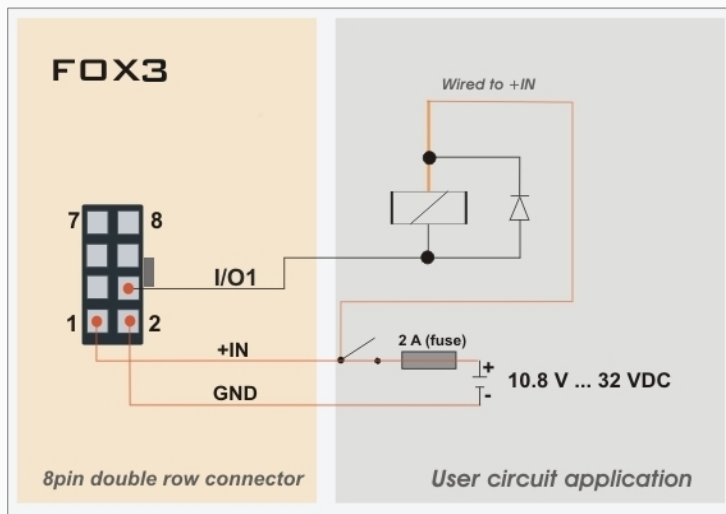 FOX3
Wired to +IN
7 8
I/O1
1 2
+IN
2 A (fuse)
+
10.8 V ... 32 VDC
-
GND
8pin double row connector
User circuit application